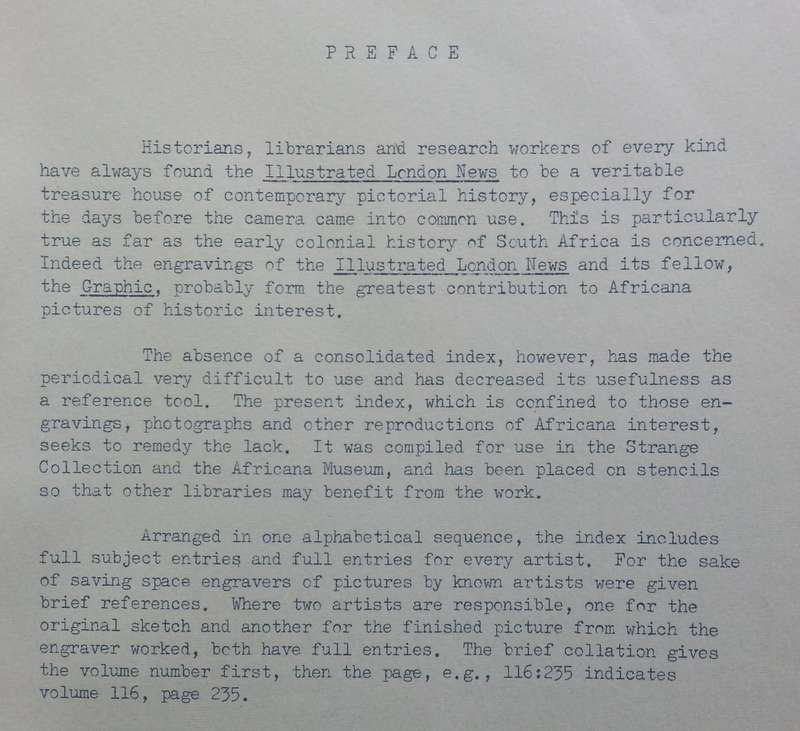 PREFACE
Historians, librarians and research workers of every kind
have always found the Illustrated London News to be a veritable
treasure house of contemporary pictorial history, especially for
the days before the camera came into common use. This is particularly
true as far as the early colonial history of South Africa is concerned.
Indeed the engravings of the Illustrated London News and its fellow,
the Graphic, probably form the greatest contribution to Africana
pictures of historic interest.
The absence of a consolidated index, however, has made the
periodical very difficult to use and has decreased its usefulness as
a reference tool. The present index, which is confined to those en-
gravings, photographs and other reproductions of Africana interest,
seeks to remedy the lack. It was compiled for use in the Strange
Collection and the Africana Museum, and has been placed on stencils
so that other libraries may benefit from the work.
Arranged in one alphabetical sequence, the index includes
full subject entries and full entries for every artist. For the sake
of saving space engravers of pictures by known artists were given
brief references. Where two artists are responsible, one for the
original sketch and another for the finished picture from which the
engraver worked, both have full entries. The brief collation gives
the volume number first, then the page, e.g., 116:235 indicates
volume 116, page 235.